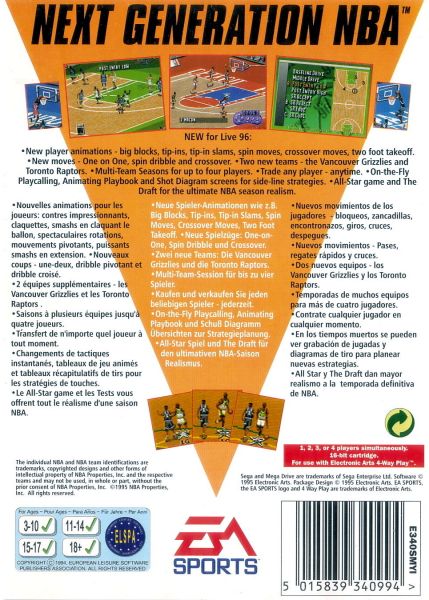 NEXT GENERATION NBA™
POST ENTRY LOW
BASELINE DRIVE
MIDDLE DRIVE
POST ENTRY LOW
POST ENTRY HIGH
NEW for Live 96:
•New player animations - big blocks, tip-ins, tip-in slams, spin moves, crossover moves, two foot takeoff.
•New moves - One on One, spin dribble and crossover. •Two new teams - the Vancouver Grizzlies and
Toronto Raptors. •Multi-Team Seasons for up to four players. •Trade any player - anytime. •On-the-Fly
Playcalling, Animating Playbook and Shot Diagram screens for side-line strategies. •All-Star game and The
Draft for the ultimate NBA season realism.
•Nouvelles animations pour les
joueurs: contres impressionnants,
claquettes, smash en claquant le
ballon, spectaculaires rotations,
mouvements pivotants, puissants
smashs en extension. •Nouveaux
coups - une-deux, dribble pivotant et
dribble croisé.
•2 équipes supplémentaires - les
Vancouver Grizzlies et les Toronto
Raptors .
•Saisons à plusieurs équipes jusqu'à
quatre joueurs.
•Transfert de n'importe quel joueur
à tout moment.
•Changements de tactiques
instantanés, tableaux de jeu animés
et tableaux récapitulatifs de tirs pour
les stratégies de touches.
•Le All-Star game et les Tests vous
offrent tout le réalisme d'une saison
NBA.
•Neue Spieler-Animationen wie z.B.
Big Blocks, Tip-ins, Tip-in Slams, Spin
Moves, Crossover Moves, Two Foot
Takeoff. •Neue Spielzüge: One-on-
One, Spin Dribble und Crossover.
•Zwei neue Teams: Die Vancouver
Grizzlies und die Toronto Raptors.
•Multi-Team-Session für bis zu vier
Spieler.
•Kaufen und verkaufen Sie jeden
beliebigen Spieler - jederzeit.
•On-the-Fly Playcalling, Animating
Playbook und Schuß Diagramm
Übersichten zur Strategieplanung.
•All-Star Spiel und The Draft für
den ultimativen NBA-Saison
Realismus.
•Nuevos movimientos de los
jugadores - bloqueos, zancadillas,
encontronazos, giros, cruces,
despegues.
•Nuevos movimientos - Pases,
regates rápidos y cruces.
•Dos nuevos equipos - los
Vancouver Grizzlies y los Toronto
Raptors.
•Temporadas de muchos equipos
para más de cuatro jugadores.
•Contrate cualquier jugador en
cualquier momento.
•En los tiempos muertos se pueden
ver grabación de jugadas y
diagramas de tiro para planear
nuevas estrategias.
•All Star y The Draft dan mayor
realismo a la temporada definitiva
de NBA.
1, 2, 3, or 4 players simultaneously.
16-bit cartridge.
For use with Electronic Arts 4-Way Play™.
The individual NBA and NBA team identifications are
trademarks, copyrighted designs and other forms of
intellectual property of NBA Properties, Inc, and the respective
teams and may not be used, in whole or part, without the
prior consent of NBA Properties, Inc. ©1995 NBA Properties,
Inc. All rights reserved.
Sega and Mega Drive are trademarks of Sega Enterprise Ltd. Software ©
1995 Electronic Arts. Package Design © 1995 Electronic Arts. EA SPORTS,
the EA SPORTS logo and 4 Way Play are trademarks of Electronic Arts.
For Ages - Pour Ages - Para Años - Für Jahre - Per Anni
3-10
11-14
15-17
18+
ELSPA
COPYRIGHT © 1994. EUROPEAN LEISURE SOFTWARE
PUBLISHERS ASSOCIATION. ALL RIGHTS RESERVED
EA
SPORTS
E340SMYI
5 015839 340994 >